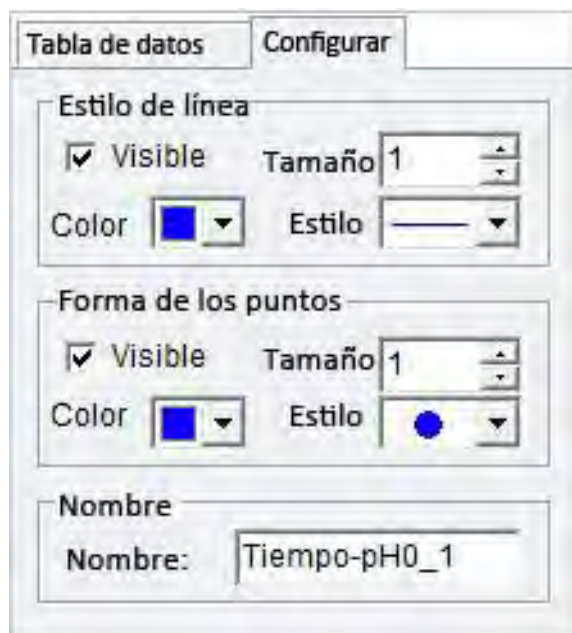 Tabla de datos Configurar
Estilo de línea
Visible Tamaño 1
Color Estilo
Forma de los puntos
Visible Tamaño 1
Color Estilo
Nombre
Nombre: Tiempo-pH0_1